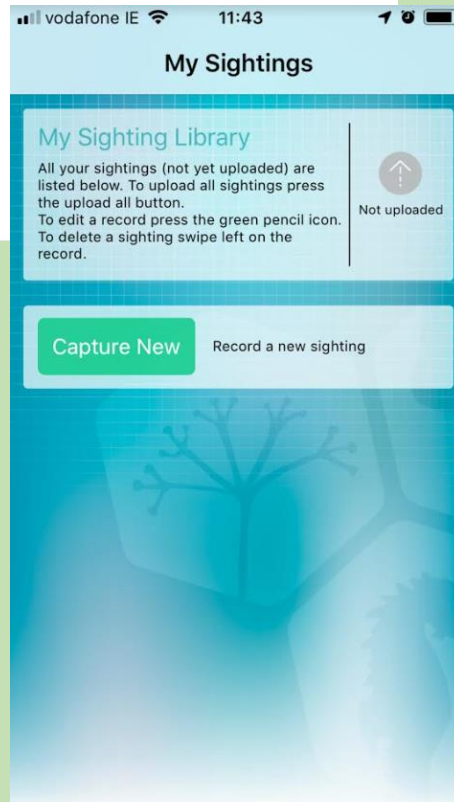 vodafone IE 11:43
My Sightings
My Sighting Library
All your sightings (not yet uploaded) are
listed below. To upload all sightings press
the upload all button.
To edit a record press the green pencil icon.
To delete a sighting swipe left on the
record.
Not uploaded
Capture New
Record a new sighting